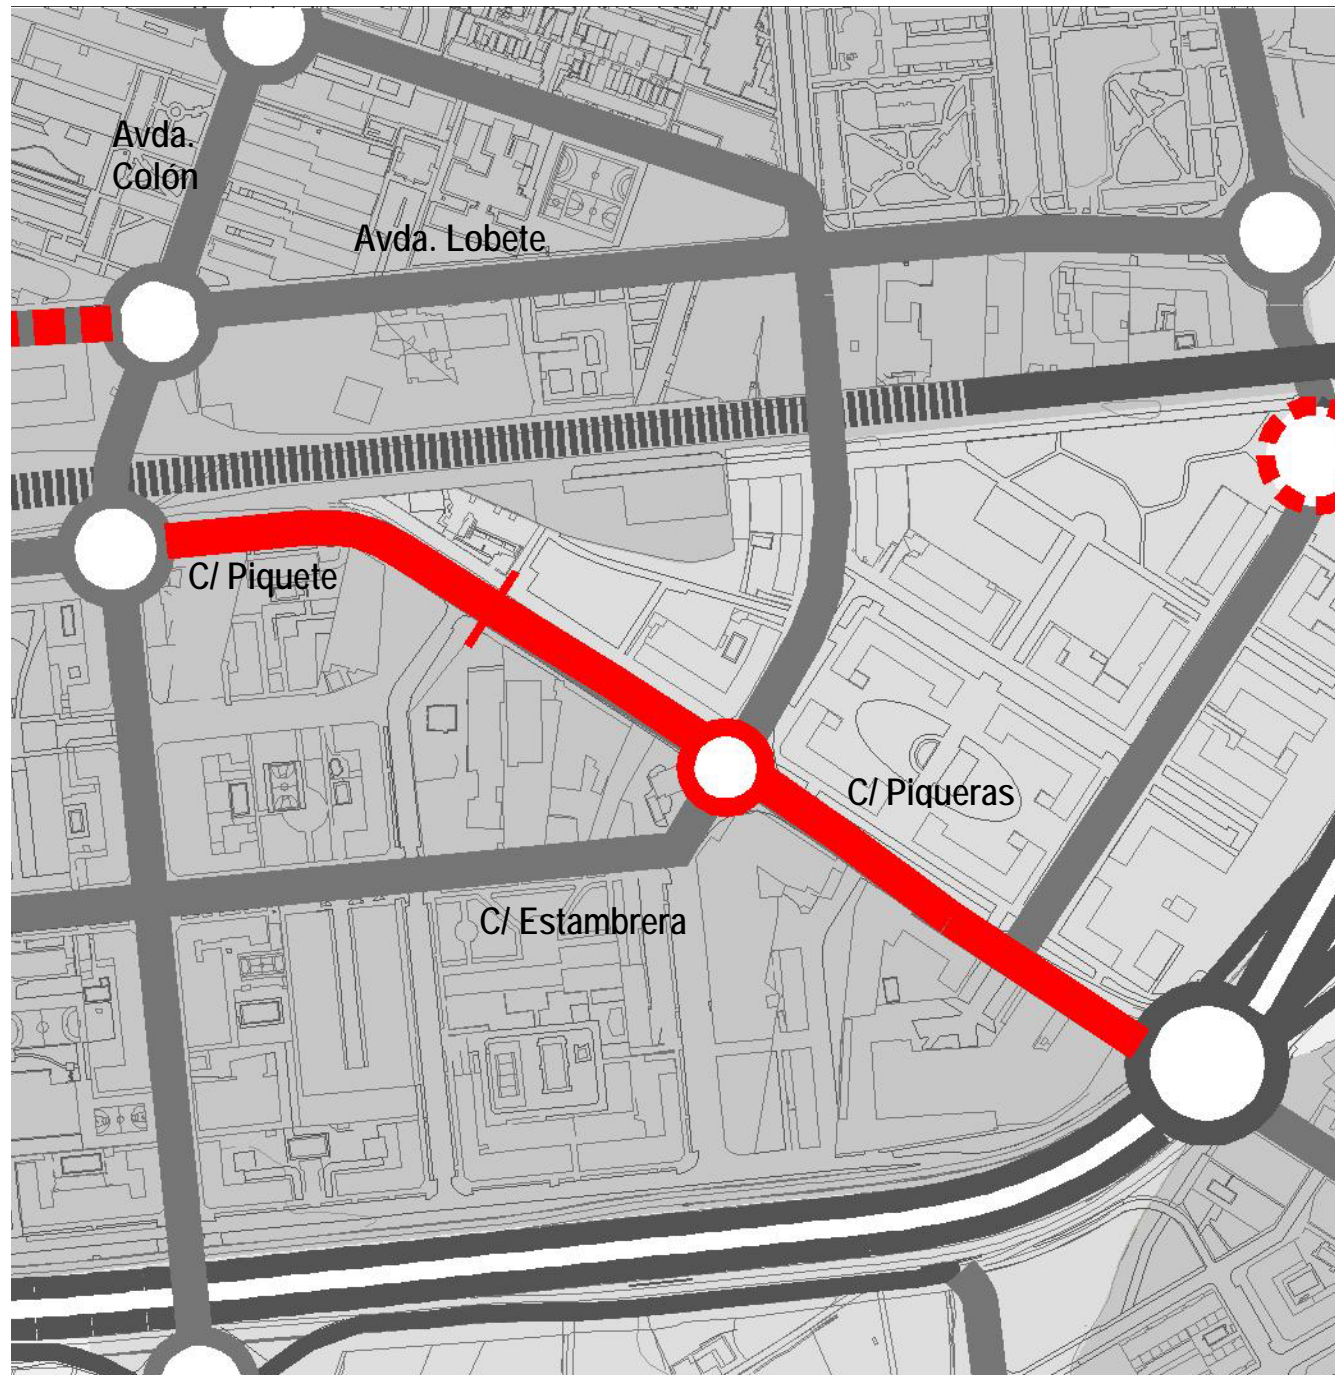 Avda.
Colón
Avda. Lobete
C/ Piquete
C/ Piqueras
C/ Estambrera